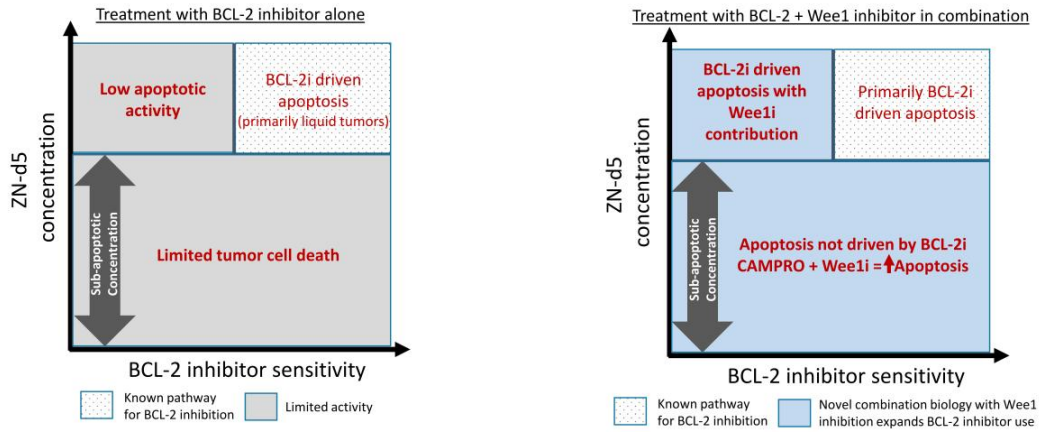 Treatment with BCL-2 inhibitor alone
Low apoptotic
activity
BCL-2i driven
apoptosis
(primarily liquid tumors)
ZN-d5
concentration
Sub-apoptotic
Concentration
Limited tumor cell death
BCL-2 inhibitor sensitivity
Known pathway
for BCL-2 inhibition
Limited activity
Treatment with BCL-2 + Wee1 inhibitor in combination
BCL-2i driven
apoptosis with
Wee1i
contribution
Primarily BCL-2i
driven apoptosis
ZN-d5
concentration
Sub-apoptotic
Concentration
Apoptosis not driven by BCL-2i
CAMPRO + Wee1i = Apoptosis
BCL-2 inhibitor sensitivity
Known pathway
for BCL-2 inhibition
Novel combination biology with Wee1
inhibition expands BCL-2 inhibitor use